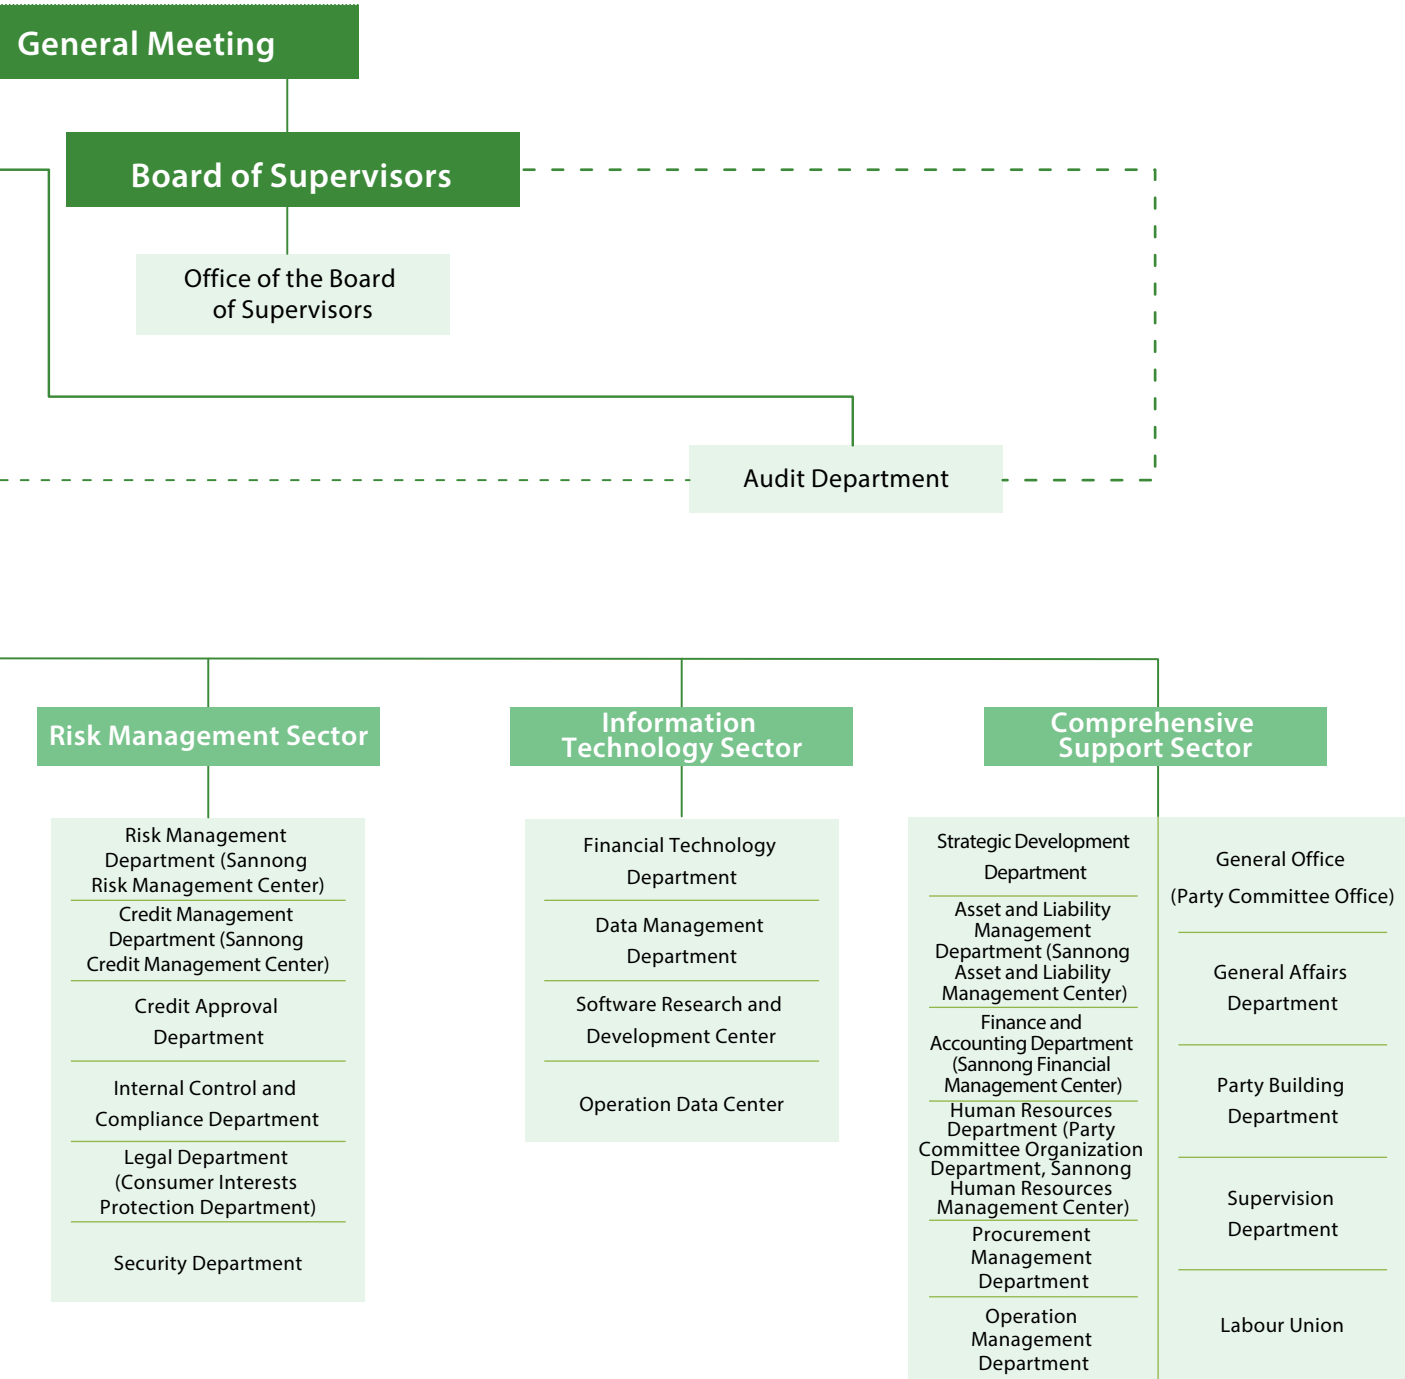 General Meeting
Board of Supervisors
Office of the Board
of Supervisors
Audit Department
Risk Management Sector
Risk Management
Department (Sannong
Risk Management Center)
Credit Management
Department (Sannong
Credit Management Center)
Credit Approval
Department
Internal Control and
Compliance Department
Legal Department
(Consumer Interests
Protection Department)
Security Department
Information
Technology Sector
Financial Technology
Department
Data Management
Department
Software Research and
Development Center
Operation Data Center
Comprehensive
Support Sector
Strategic Development
Department
Asset and Liability
Management
Department (Sannong
Asset and Liability
Management Center)
Finance and
Accounting Department
(Sannong Financial
Management Center)
Human Resources
Department (Party
Committee Organization
Department, Sannong
Human Resources
Management Center)
Procurement
Management
Department
Operation
Management
Department
General Office
(Party Committee Office)
General Affairs
Department
Party Building
Department
Supervision
Department
Labour Union